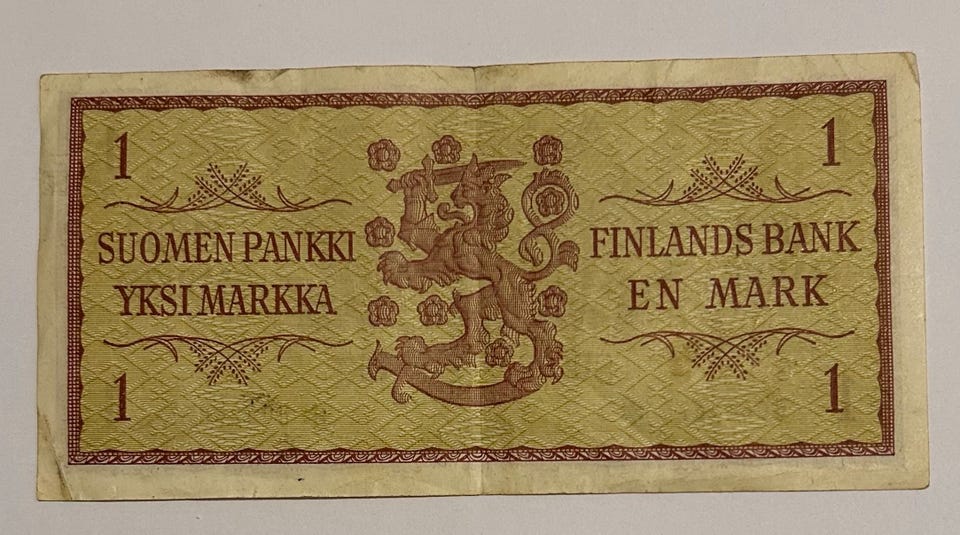 1
1
SUOMEN PANKKI
YKSI MARKKA
FINLANDS BANK
EN MARK
1
1